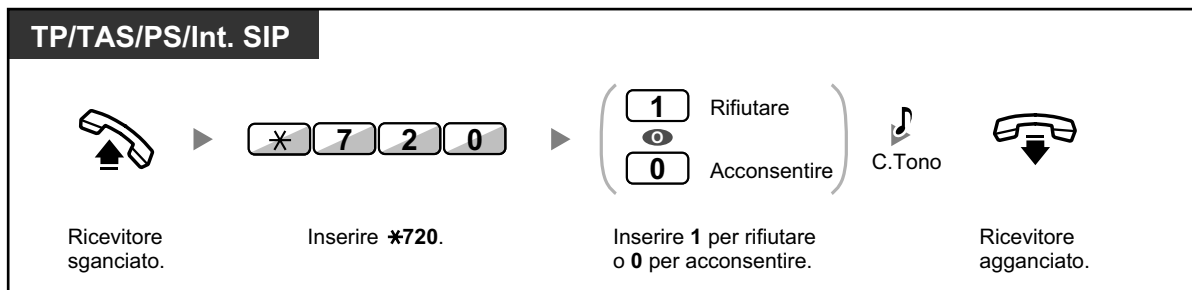 TP/TAS/PS/Int. SIP
✳ 7 2 0
1 Rifiutare
o
0 Acconsentire
C.Tono
Ricevitore
sganciato.
Inserire ✳720.
Inserire 1 per rifiutare
o 0 per acconsentire.
Ricevitore
agganciato.